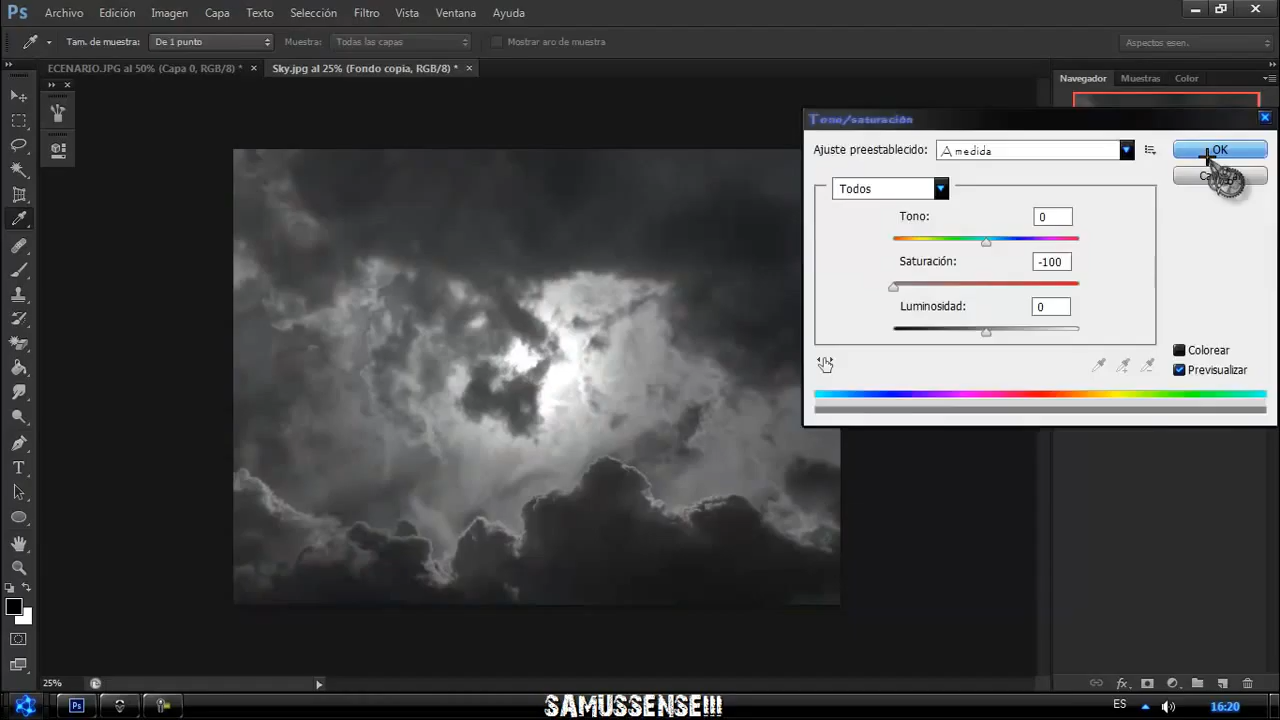 Ps Archivo Edición Imagen Capa Texto Selección Filtro Vista Ventana Ayuda
Tam. de muestra: De 1 punto Muestra: Todas las capas Mostrar aro de muestra Aspectos esen.
ECENARIO.JPG al 50% (Capa 0, RGB/8) * × Sky.jpg al 25% (Fondo copia, RGB/8) * × Navegador Muestras Color
Tono/saturación
Ajuste preestablecido: A medida OK
Todos
Tono: 0
Saturación: -100
Luminosidad: 0
Colorear
Previsualizar
25%
fx
SAMUSSENSE!!!
Ps ES 16:20